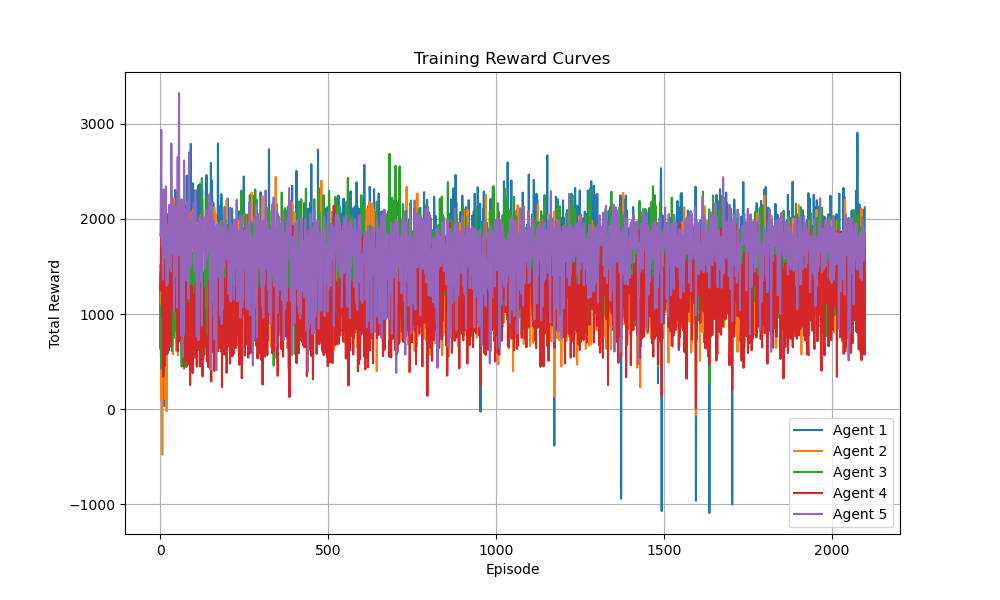 Training Reward Curves
Total Reward
3000
2000
1000
0
−1000
0 500 1000 1500 2000
Episode
Agent 1
Agent 2
Agent 3
Agent 4
Agent 5